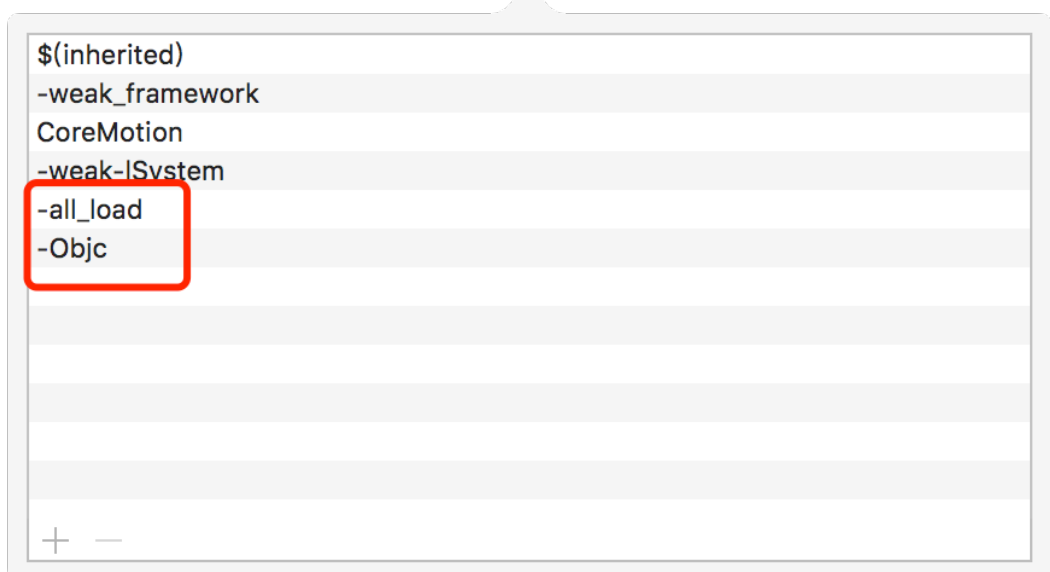 $(inherited)
-weak_framework
CoreMotion
-weak-lSystem
-all_load
-Objc